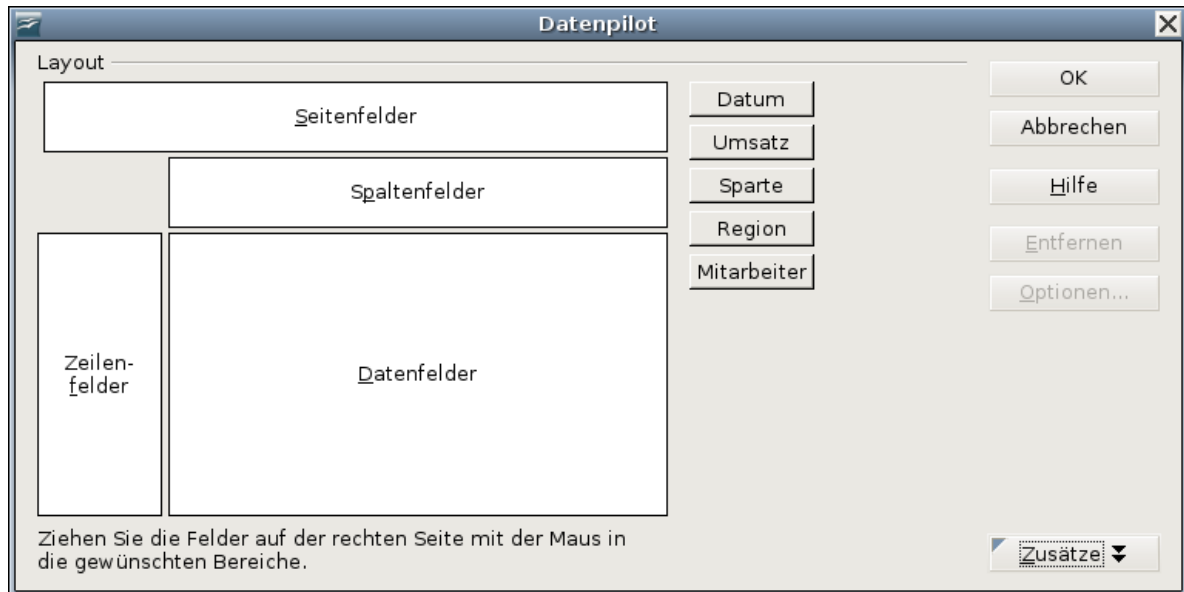 Datenpilot
Layout
Seitenfelder
Spaltenfelder
Zeilen-
felder
Datenfelder
Datum
Umsatz
Sparte
Region
Mitarbeiter
OK
Abbrechen
Hilfe
Entfernen
Optionen...
Ziehen Sie die Felder auf der rechten Seite mit der Maus in
die gewünschten Bereiche.
Zusätze